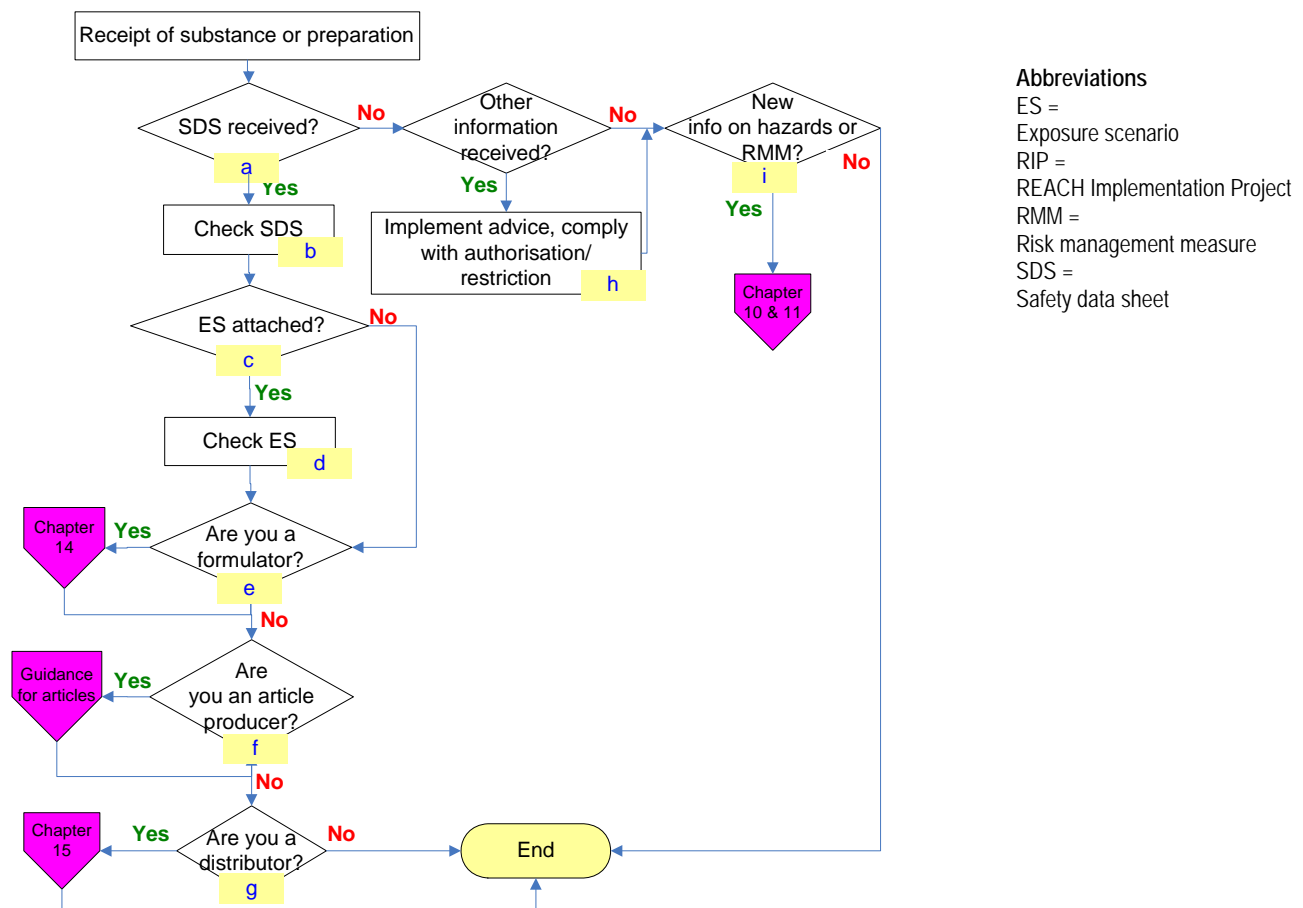 Receipt of substance or preparation
SDS received?
a
No
Yes
Other
information
received?
No
Yes
New
info on hazards or
RMM?
i
No
Yes
Check SDS
b
Implement advice, comply
with authorisation/
restriction
h
Chapter
10 & 11
ES attached?
c
No
Yes
Check ES
d
Are you a
formulator?
e
Yes
Chapter
14
No
Are
you an article
producer?
f
Yes
Guidance
for articles
No
Are you a
distributor?
g
Yes
Chapter
15
No
End
Abbreviations
ES =
Exposure scenario
RIP =
REACH Implementation Project
RMM =
Risk management measure
SDS =
Safety data sheet